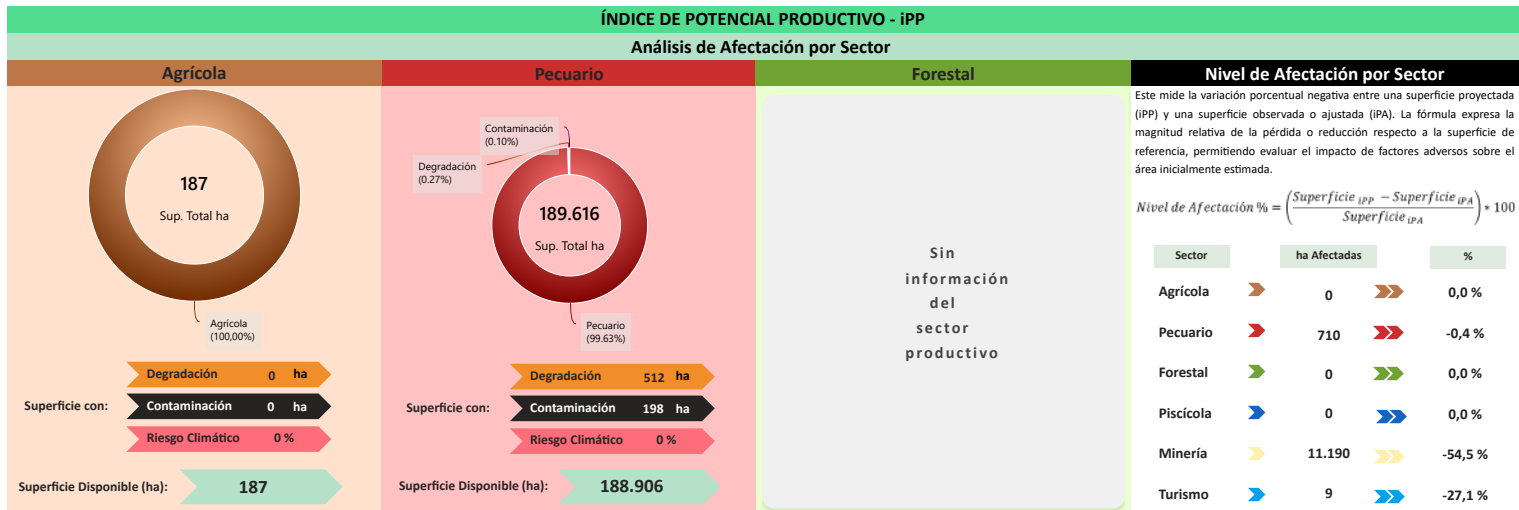 ÍNDICE DE POTENCIAL PRODUCTIVO - iPP
Análisis de Afectación por Sector
Agrícola
187
Sup. Total ha
Agrícola
(100,00%)
Superficie con:
Degradación 0 ha
Contaminación 0 ha
Riesgo Climático 0 %
Superficie Disponible (ha): 187
Pecuario
Contaminación
(0.10%)
Degradación
(0.27%)
189.616
Sup. Total ha
Pecuario
(99.63%)
Superficie con:
Degradación 512 ha
Contaminación 198 ha
Riesgo Climático 0 %
Superficie Disponible (ha): 188.906
Forestal
Sin
información
del
sector
productivo
Nivel de Afectación por Sector
Este mide la variación porcentual negativa entre una superficie proyectada
(iPP) y una superficie observada o ajustada (iPA). La fórmula expresa la
magnitud relativa de la pérdida o reducción respecto a la superficie de
referencia, permitiendo evaluar el impacto de factores adversos sobre el
área inicialmente estimada.
Nivel de Afectación % = (Superficie iPP − Superficie iPA / Superficie iPA) * 100
Sector ha Afectadas %
Agrícola 0 0,0 %
Pecuario 710 -0,4 %
Forestal 0 0,0 %
Piscícola 0 0,0 %
Minería 11.190 -54,5 %
Turismo 9 -27,1 %